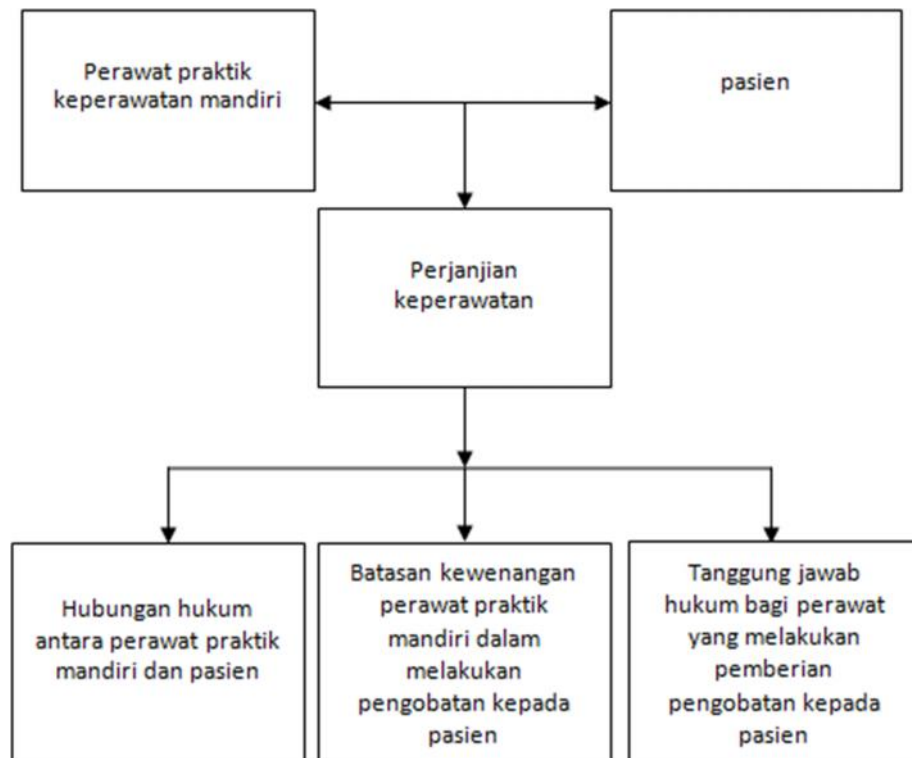 Perawat praktik
keperawatan mandiri
pasien
Perjanjian
keperawatan
Hubungan hukum
antara perawat praktik
mandiri dan pasien
Batasan kewenangan
perawat praktik
mandiri dalam
melakukan
pengobatan kepada
pasien
Tanggung jawab
hukum bagi perawat
yang melakukan
pemberian
pengobatan kepada
pasien